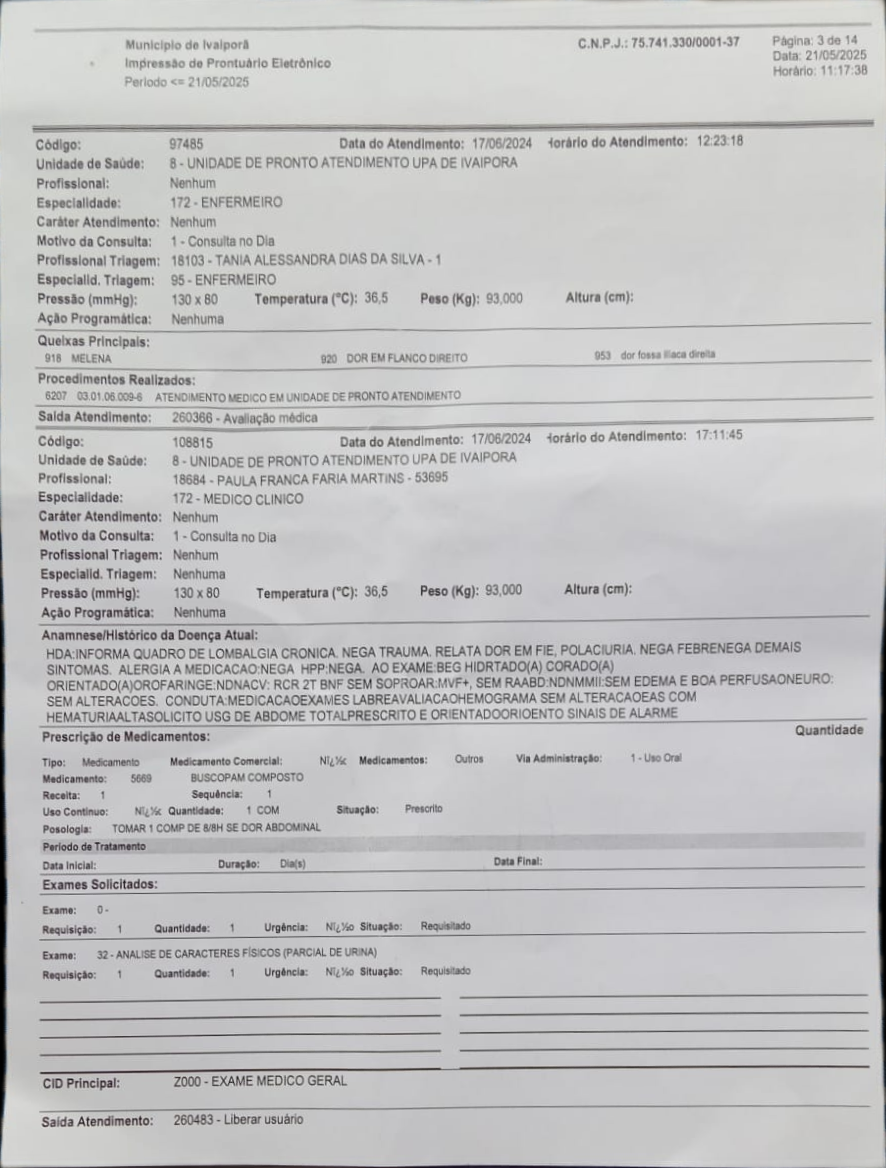 Município de Ivaiporã C.N.P.J.: 75.741.330/0001-37 Página: 3 de 14
Impressão de Prontuário Eletrônico Data: 21/05/2025
Período <= 21/05/2025 Horário: 11:17:38
Código: 97485 Data do Atendimento: 17/06/2024 Horário do Atendimento: 12:23:18
Unidade de Saúde: 8 - UNIDADE DE PRONTO ATENDIMENTO UPA DE IVAIPORA
Profissional: Nenhum
Especialidade: 172 - ENFERMEIRO
Caráter Atendimento: Nenhum
Motivo da Consulta: 1 - Consulta no Dia
Profissional Triagem: 18103 - TANIA ALESSANDRA DIAS DA SILVA - 1
Especialid. Triagem: 95 - ENFERMEIRO
Pressão (mmHg): 130 x 80 Temperatura (°C): 36,5 Peso (Kg): 93,000 Altura (cm):
Ação Programática: Nenhuma
Queixas Principais:
918 MELENA 920 DOR EM FLANCO DIREITO 953 dor fossa iliaca direita
Procedimentos Realizados:
6207 03.01.06.009-6 ATENDIMENTO MEDICO EM UNIDADE DE PRONTO ATENDIMENTO
Saída Atendimento: 260366 - Avaliação médica
Código: 108815 Data do Atendimento: 17/06/2024 Horário do Atendimento: 17:11:45
Unidade de Saúde: 8 - UNIDADE DE PRONTO ATENDIMENTO UPA DE IVAIPORA
Profissional: 18684 - PAULA FRANCA FARIA MARTINS - 53695
Especialidade: 172 - MEDICO CLINICO
Caráter Atendimento: Nenhum
Motivo da Consulta: 1 - Consulta no Dia
Profissional Triagem: Nenhum
Especialid. Triagem: Nenhuma
Pressão (mmHg): 130 x 80 Temperatura (°C): 36,5 Peso (Kg): 93,000 Altura (cm):
Ação Programática: Nenhuma
Anamnese/Histórico da Doença Atual:
HDA:INFORMA QUADRO DE LOMBALGIA CRONICA. NEGA TRAUMA. RELATA DOR EM FIE, POLACIURIA. NEGA FEBRENEGA DEMAIS
SINTOMAS. ALERGIA A MEDICACAO:NEGA HPP:NEGA. AO EXAME:BEG HIDRTADO(A) CORADO(A)
ORIENTADO(A)OROFARINGE:NDNACV: RCR 2T BNF SEM SOPROAR:MVF+, SEM RAABD:NDNMMII:SEM EDEMA E BOA PERFUSAONEURO:
SEM ALTERACOES. CONDUTA:MEDICACAOEXAMES LABREAVALIACAOHEMOGRAMA SEM ALTERACAOEAS COM
HEMATURIAALTASOLICITO USG DE ABDOME TOTALPRESCRITO E ORIENTADOORIOENTO SINAIS DE ALARME
Prescrição de Medicamentos: Quantidade
Tipo: Medicamento Medicamento Comercial: Nï¿½c Medicamentos: Outros Via Administração: 1 - Uso Oral
Medicamento: 5669 BUSCOPAM COMPOSTO
Receita: 1 Sequência: 1
Uso Continuo: Nï¿½c Quantidade: 1 COM Situação: Prescrito
Posologia: TOMAR 1 COMP DE 8/8H SE DOR ABDOMINAL
Período de Tratamento
Data Inicial: Duração: Dia(s) Data Final:
Exames Solicitados:
Exame: 0 -
Requisição: 1 Quantidade: 1 Urgência: Nï¿½o Situação: Requisitado
Exame: 32 - ANALISE DE CARACTERES FÍSICOS (PARCIAL DE URINA)
Requisição: 1 Quantidade: 1 Urgência: Nï¿½o Situação: Requisitado
CID Principal: Z000 - EXAME MEDICO GERAL
Saída Atendimento: 260483 - Liberar usuário